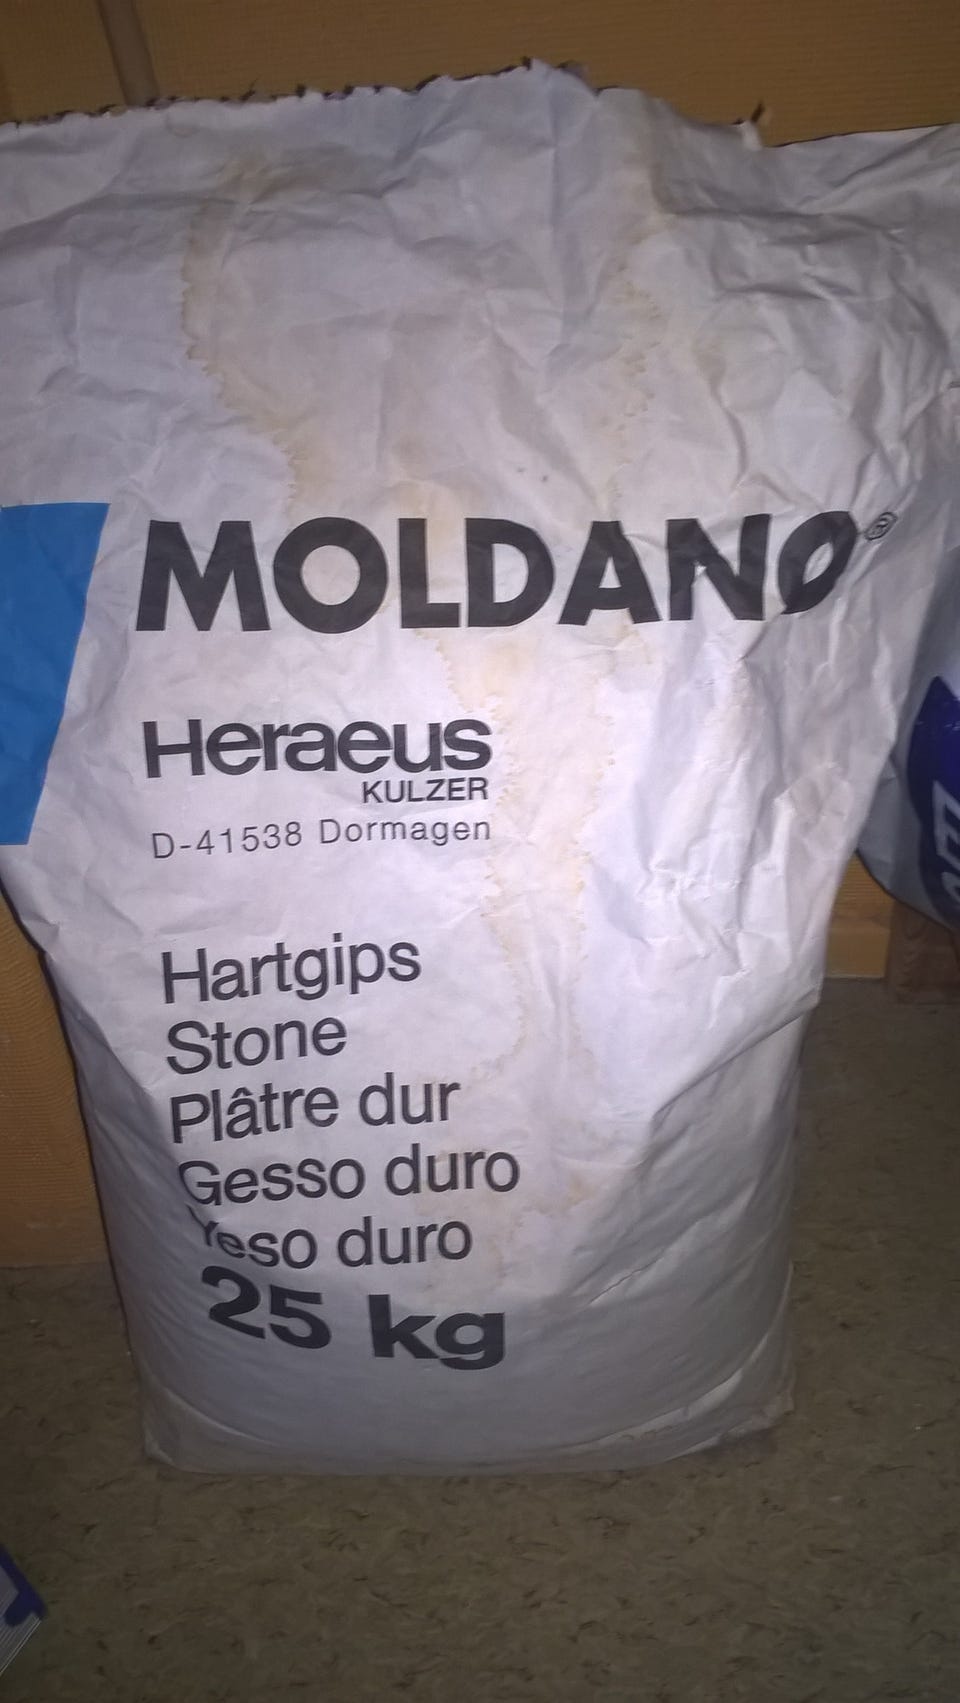 MOLDANO®
Heraeus
KULZER
D-41538 Dormagen
Hartgips
Stone
Plâtre dur
Gesso duro
Yeso duro
25 kg